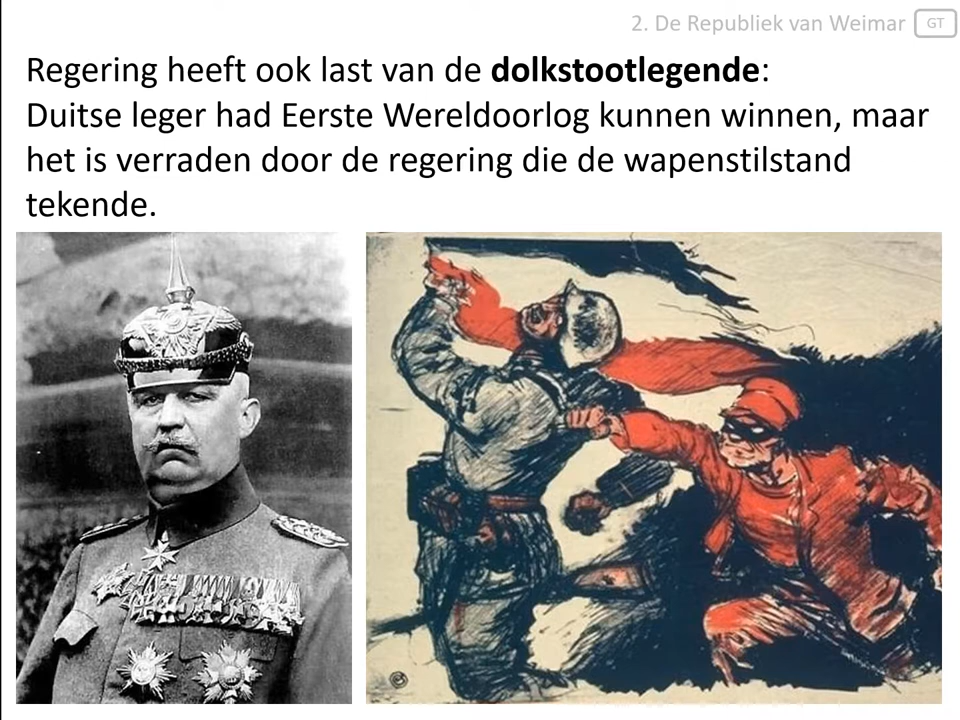 2. De Republiek van Weimar GT
Regering heeft ook last van de dolkstootlegende:
Duitse leger had Eerste Wereldoorlog kunnen winnen, maar
het is verraden door de regering die de wapenstilstand
tekende.